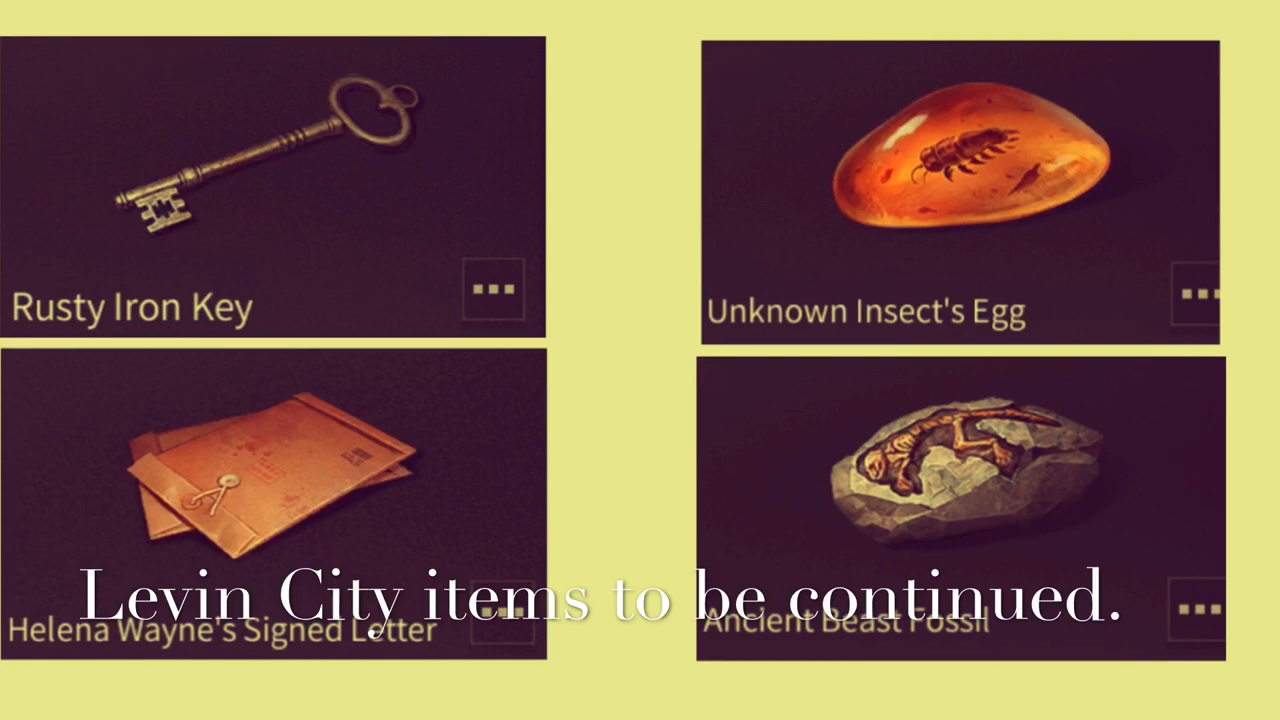 Rusty Iron Key
Unknown Insect's Egg
Levin City items to be continued.
Helena Wayne's Signed Letter
Ancient Beast Fossil